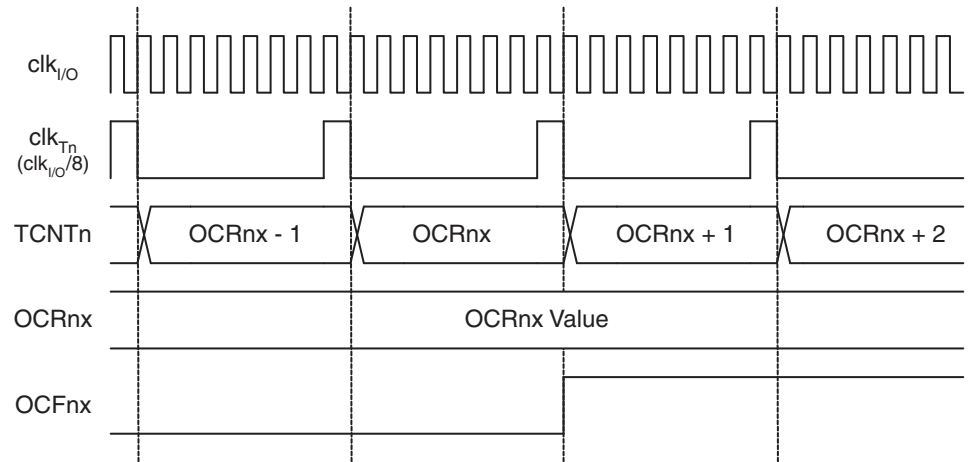 clkI/O
clkTn
(clkI/O/8)
TCNTn OCRnx - 1 OCRnx OCRnx + 1 OCRnx + 2
OCRnx OCRnx Value
OCFnx